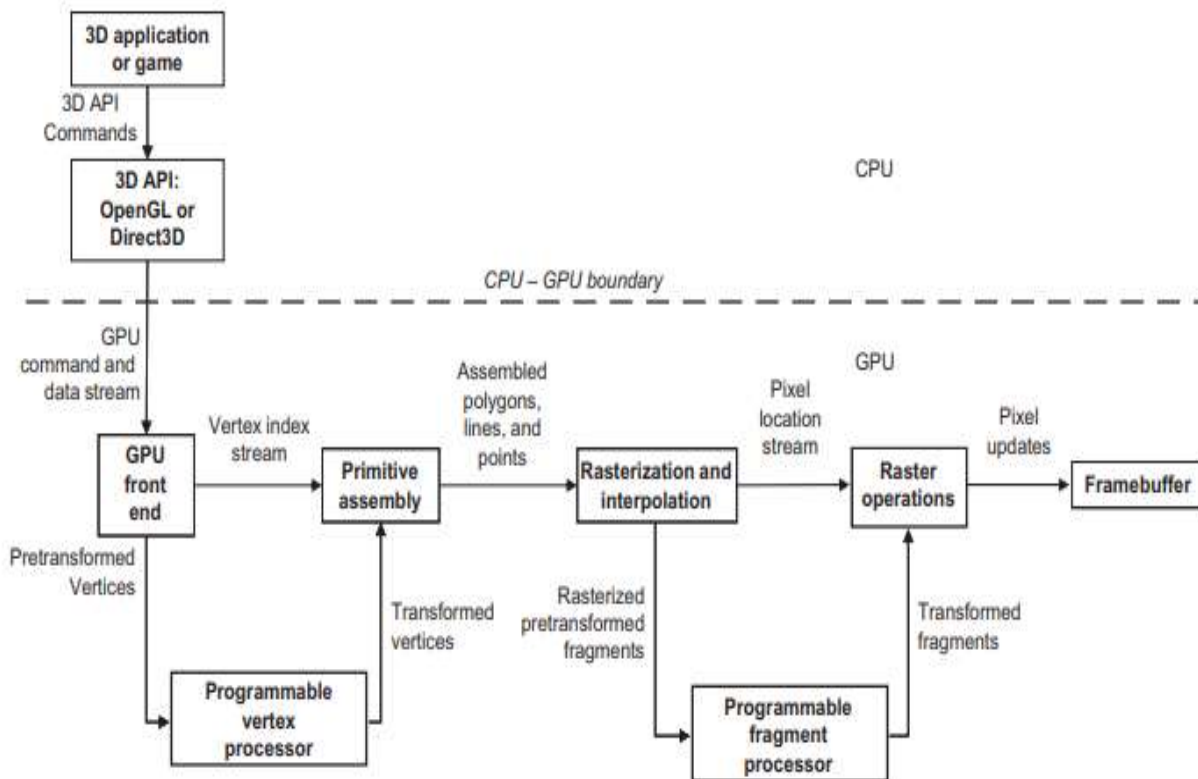 3D application
or game
3D API
Commands
3D API:
OpenGL or
Direct3D
CPU
CPU – GPU boundary
GPU
command and
data stream
GPU
Vertex index
stream
Assembled
polygons,
lines, and
points
Pixel
location
stream
Pixel
updates
GPU
front
end
Primitive
assembly
Rasterization and
interpolation
Raster
operations
Framebuffer
Pretransformed
Vertices
Transformed
vertices
Rasterized
pretransformed
fragments
Transformed
fragments
Programmable
vertex
processor
Programmable
fragment
processor